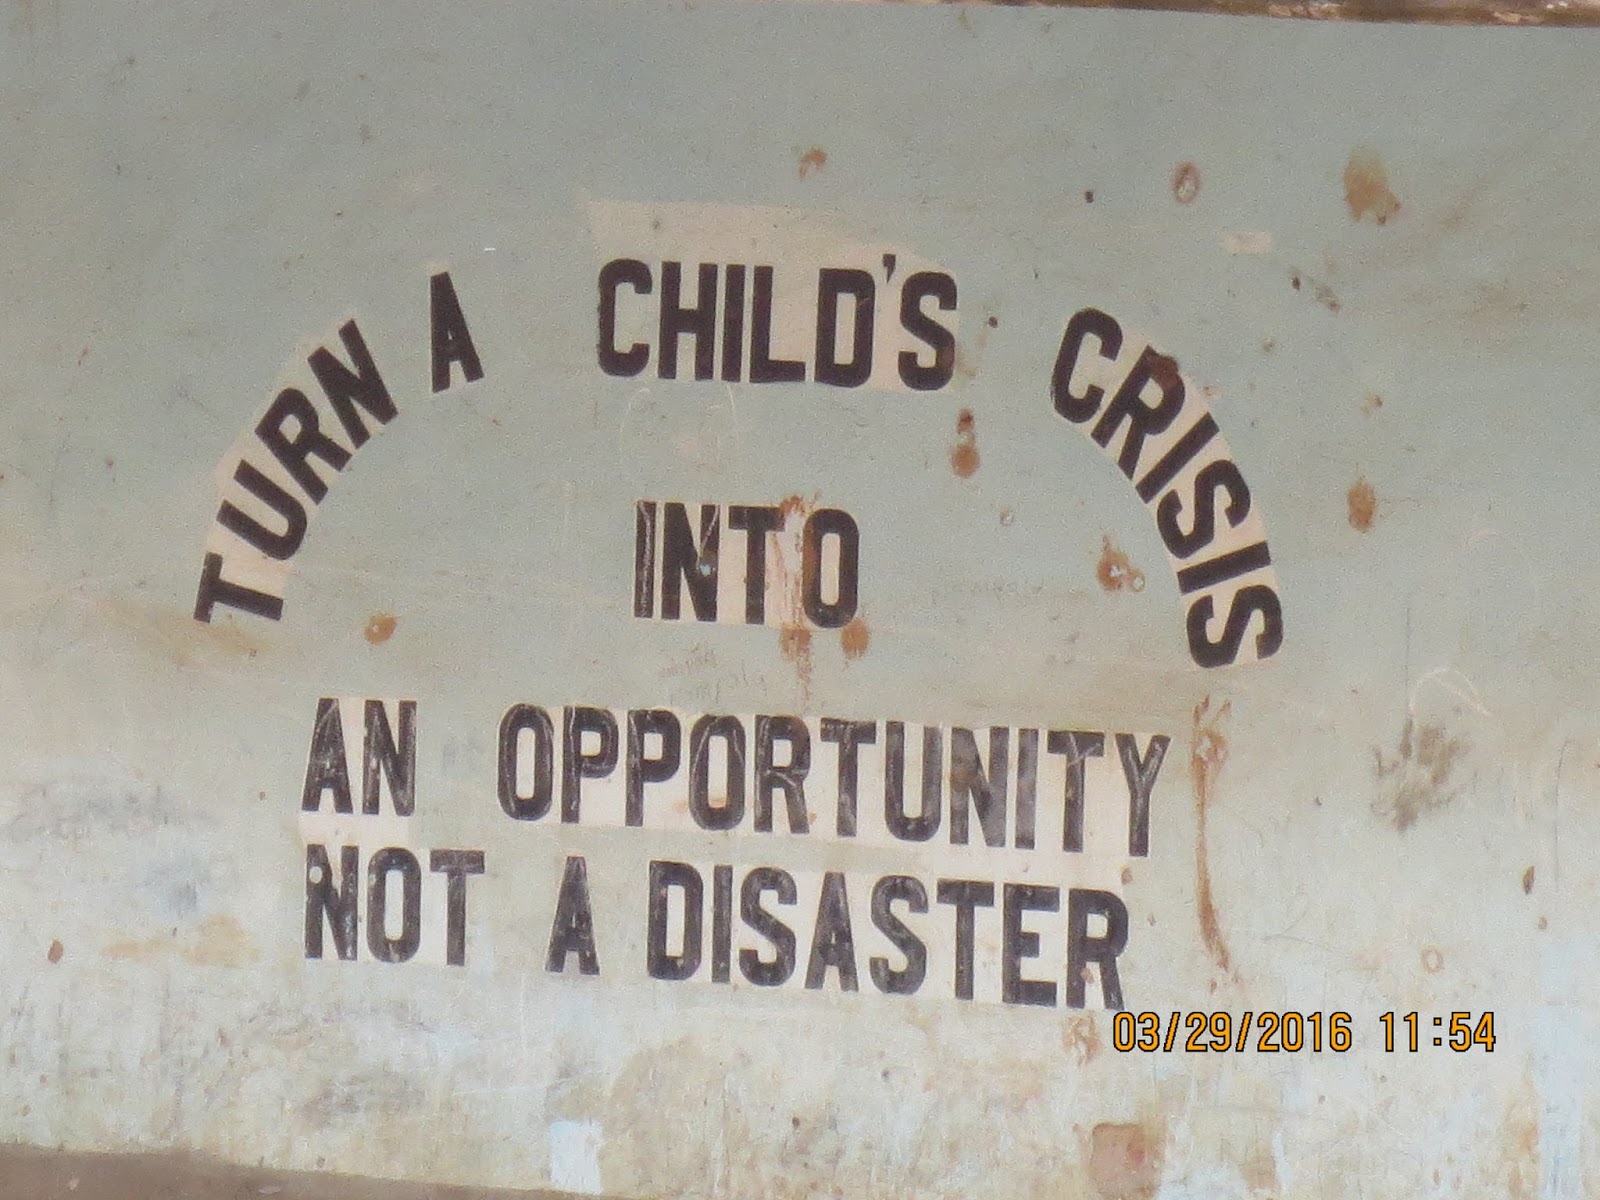 TURN A CHILD'S CRISIS
INTO
AN OPPORTUNITY
NOT A DISASTER
03/29/2016 11:54